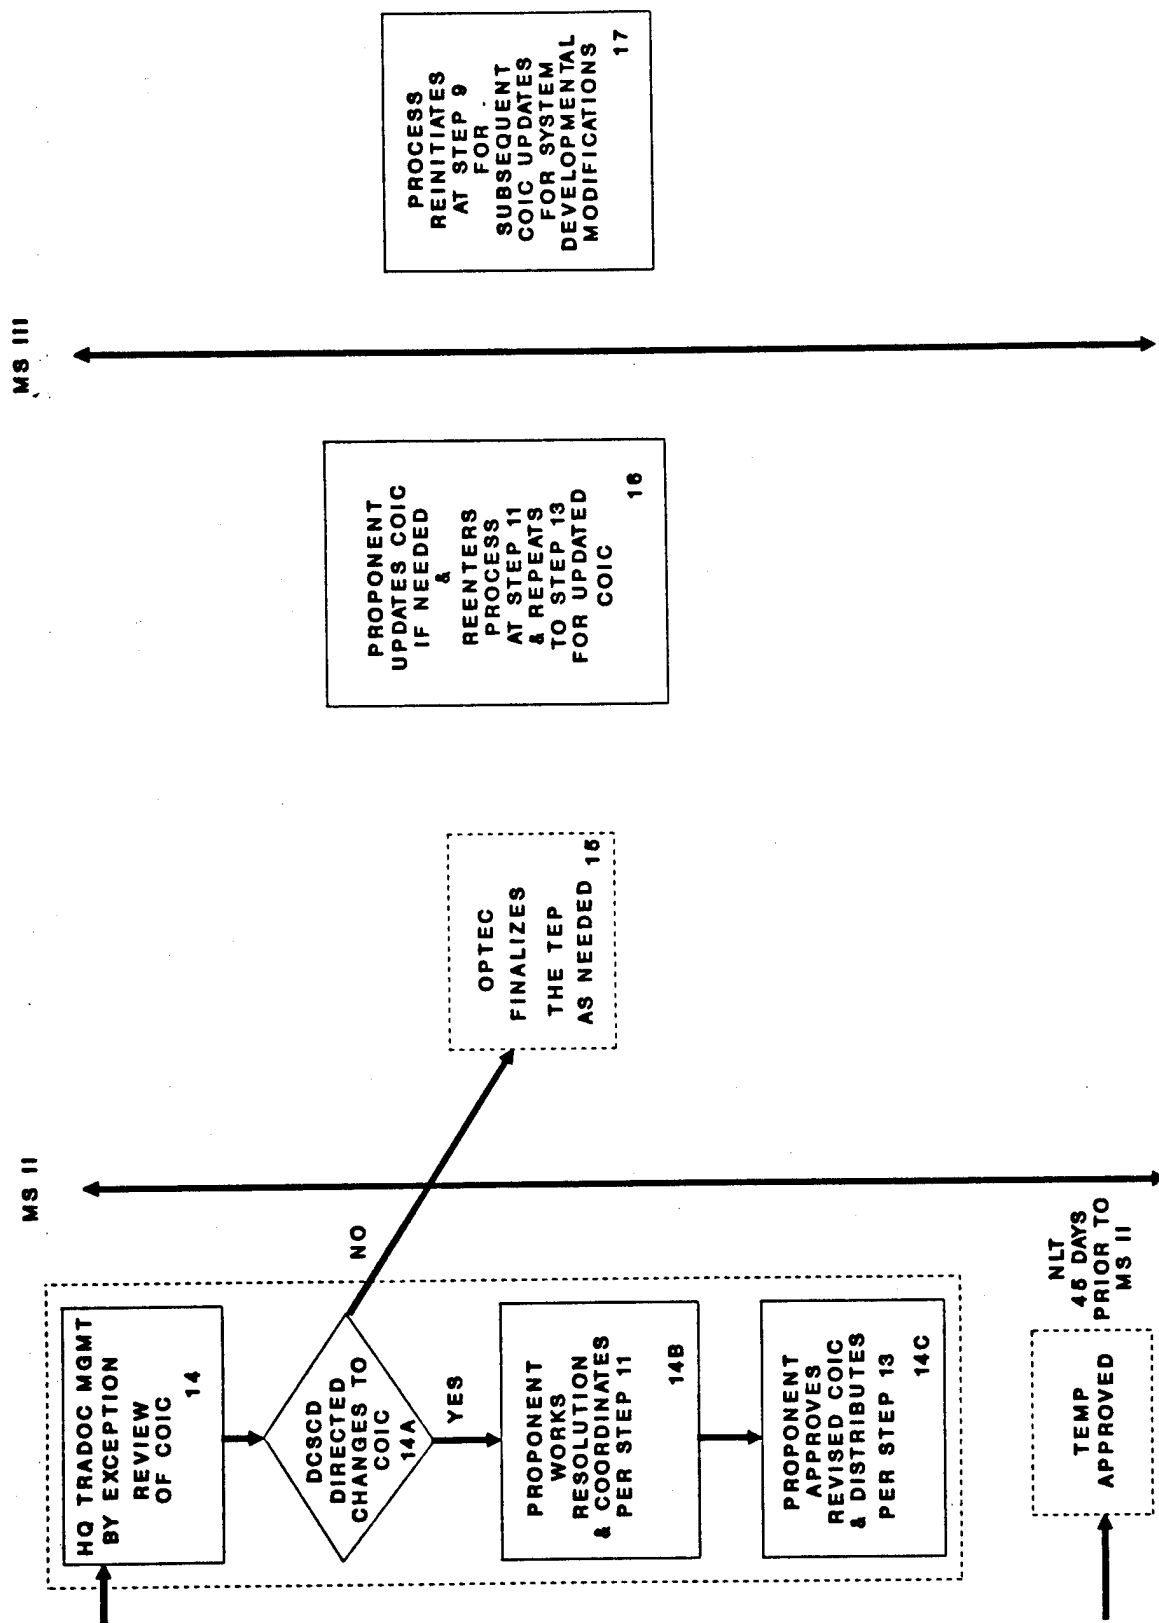 MS II
MS III
HQ TRADOC MGMT
BY EXCEPTION
REVIEW
OF COIC
14
DCSCD
DIRECTED
CHANGES TO
COIC
14A
NO
YES
PROPONENT
WORKS
RESOLUTION
& COORDINATES
PER STEP 11
14B
PROPONENT
APPROVES
REVISED COIC
& DISTRIBUTES
PER STEP 13
14C
TEMP
APPROVED
NLT
45 DAYS
PRIOR TO
MS II
OPTEC
FINALIZES
THE TEP
AS NEEDED
15
PROPONENT
UPDATES COIC
IF NEEDED
&
REENTERS
PROCESS
AT STEP 11
& REPEATS
TO STEP 13
FOR UPDATED
COIC
16
PROCESS
REINITIATES
AT STEP 9
FOR
SUBSEQUENT
COIC UPDATES
FOR SYSTEM
DEVELOPMENTAL
MODIFICATIONS
17